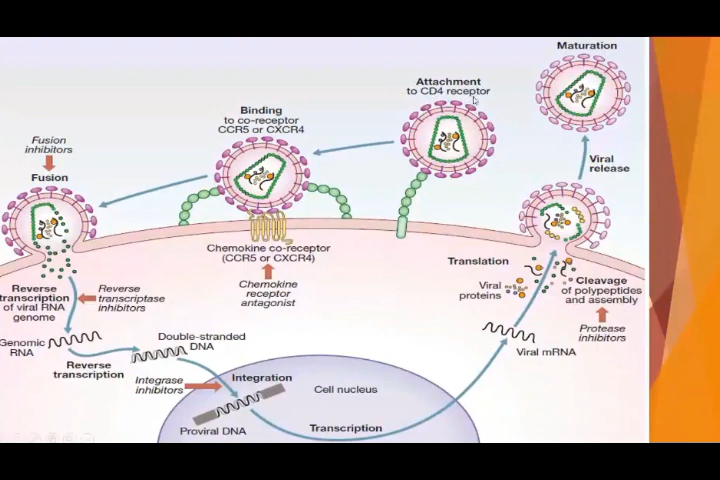 Maturation
Attachment
to CD4 receptor
Binding
to co-receptor
CCR5 or CXCR4
Fusion
inhibitors
Fusion
Viral
release
Chemokine co-receptor
(CCR5 or CXCR4)
Chemokine
receptor
antagonist
Translation
Viral
proteins
Cleavage
of polypeptides
and assembly
Protease
inhibitors
Reverse
transcription
of viral RNA
genome
Reverse
transcriptase
inhibitors
Genomic
RNA
Reverse
transcription
Double-stranded
DNA
Viral mRNA
Integrase
inhibitors
Integration
Cell nucleus
Proviral DNA
Transcription